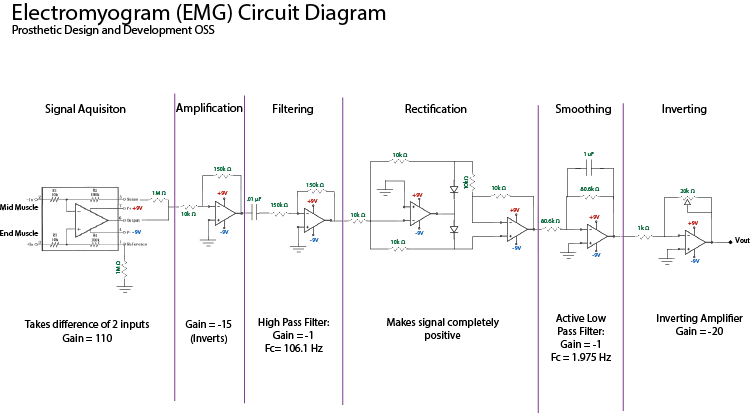 Electromyogram (EMG) Circuit Diagram
Prosthetic Design and Development OSS
Signal Aquisiton
Amplification
Filtering
Rectification
Smoothing
Inverting
Mid Muscle
End Muscle
+9V
-9V
1M Ω
1M Ω
10k Ω
150k Ω
+9V
-9V
.01 μF
150k Ω
150k Ω
+9V
-9V
10k Ω
10k Ω
10k Ω
+9V
-9V
10k Ω
10k Ω
+9V
-9V
80.6k Ω
1 uF
80.6k Ω
+9V
-9V
1k Ω
20k Ω
+9V
-9V
Vout
Takes difference of 2 inputs
Gain = 110
Gain = -15
(Inverts)
High Pass Filter:
Gain = -1
Fc= 106.1 Hz
Makes signal completely
positive
Active Low
Pass Filter:
Gain = -1
Fc = 1.975 Hz
Inverting Amplifier
Gain = -20